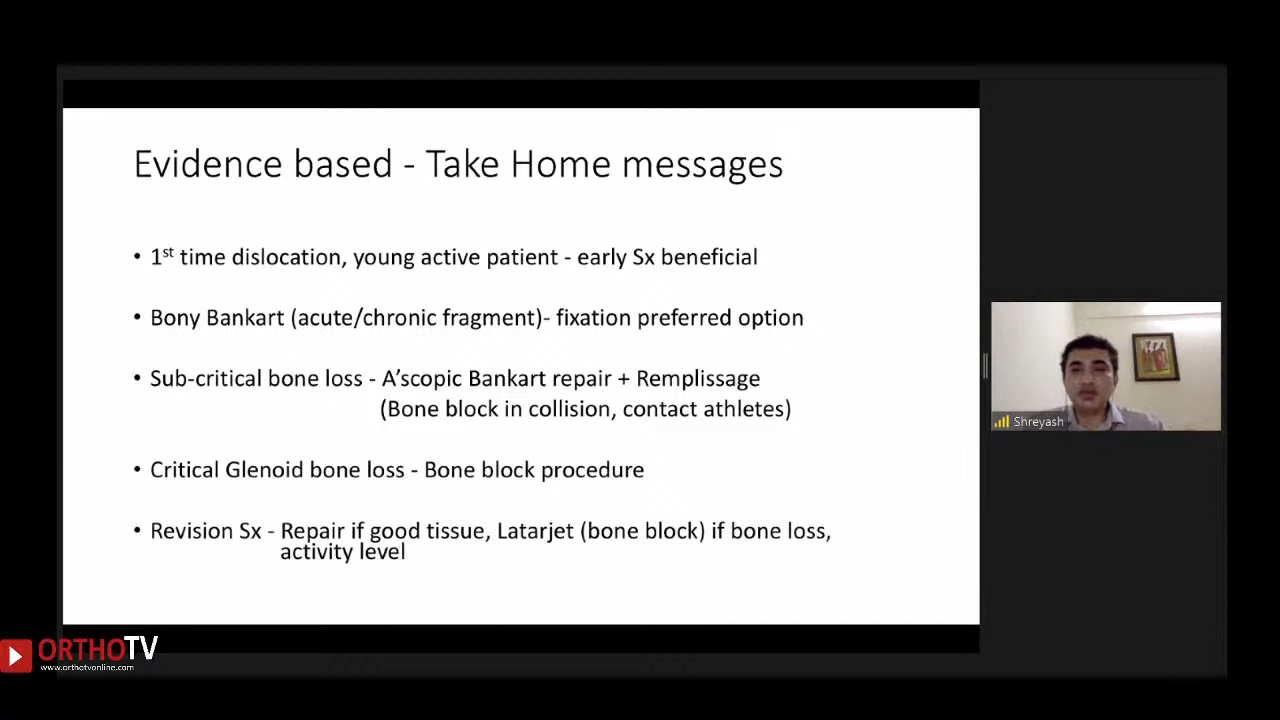 Evidence based - Take Home messages
• 1st time dislocation, young active patient - early Sx beneficial
• Bony Bankart (acute/chronic fragment)- fixation preferred option
• Sub-critical bone loss - A’scopic Bankart repair + Remplissage
(Bone block in collision, contact athletes)
• Critical Glenoid bone loss - Bone block procedure
• Revision Sx - Repair if good tissue, Latarjet (bone block) if bone loss,
activity level
Shreyash
ORTHOTV
www.orthotvonline.com